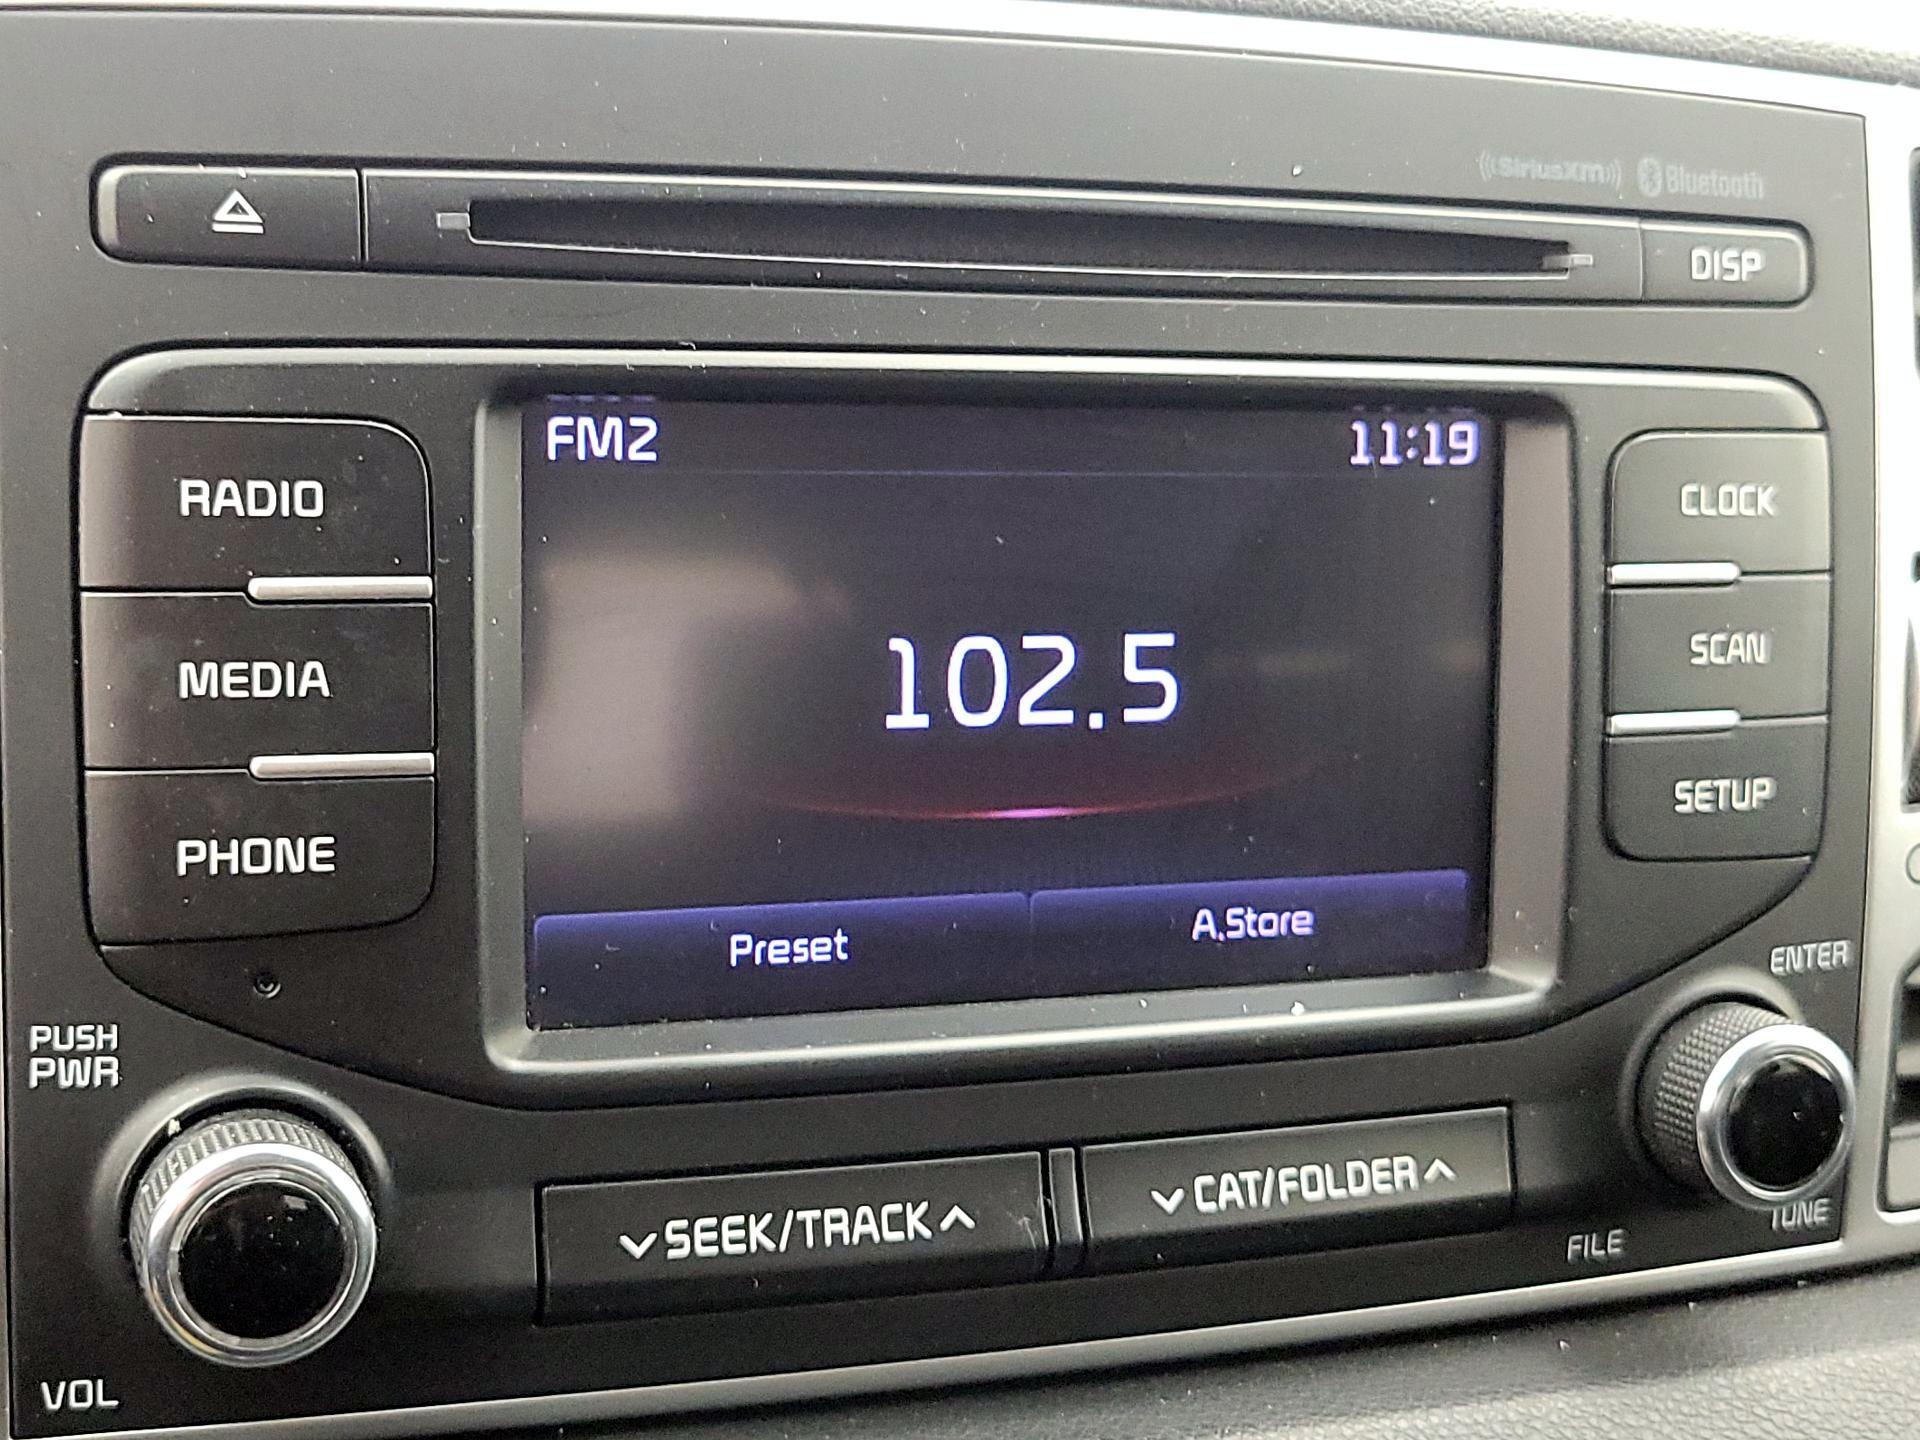 ((SiriusXM)) Bluetooth
DISP
FM2 11:19
RADIO
MEDIA
PHONE
102.5
Preset A.Store
CLOCK
SCAN
SETUP
ENTER
PUSH
PWR
VOL
SEEK/TRACK
CAT/FOLDER
FILE
TUNE